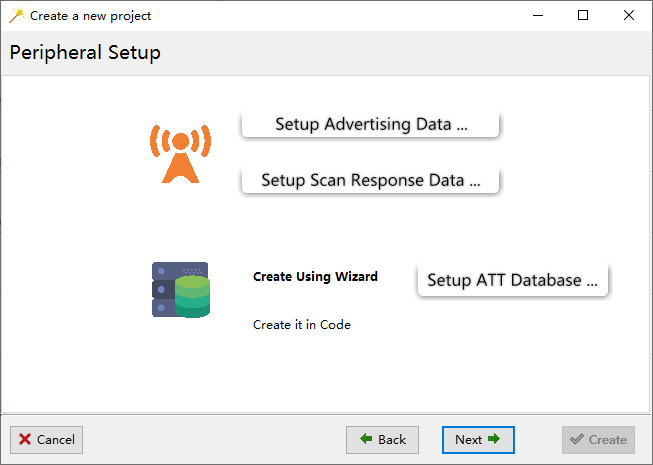 Create a new project
Peripheral Setup
Setup Advertising Data ...
Setup Scan Response Data ...
Create Using Wizard
Setup ATT Database ...
Create it in Code
Cancel
Back
Next
Create